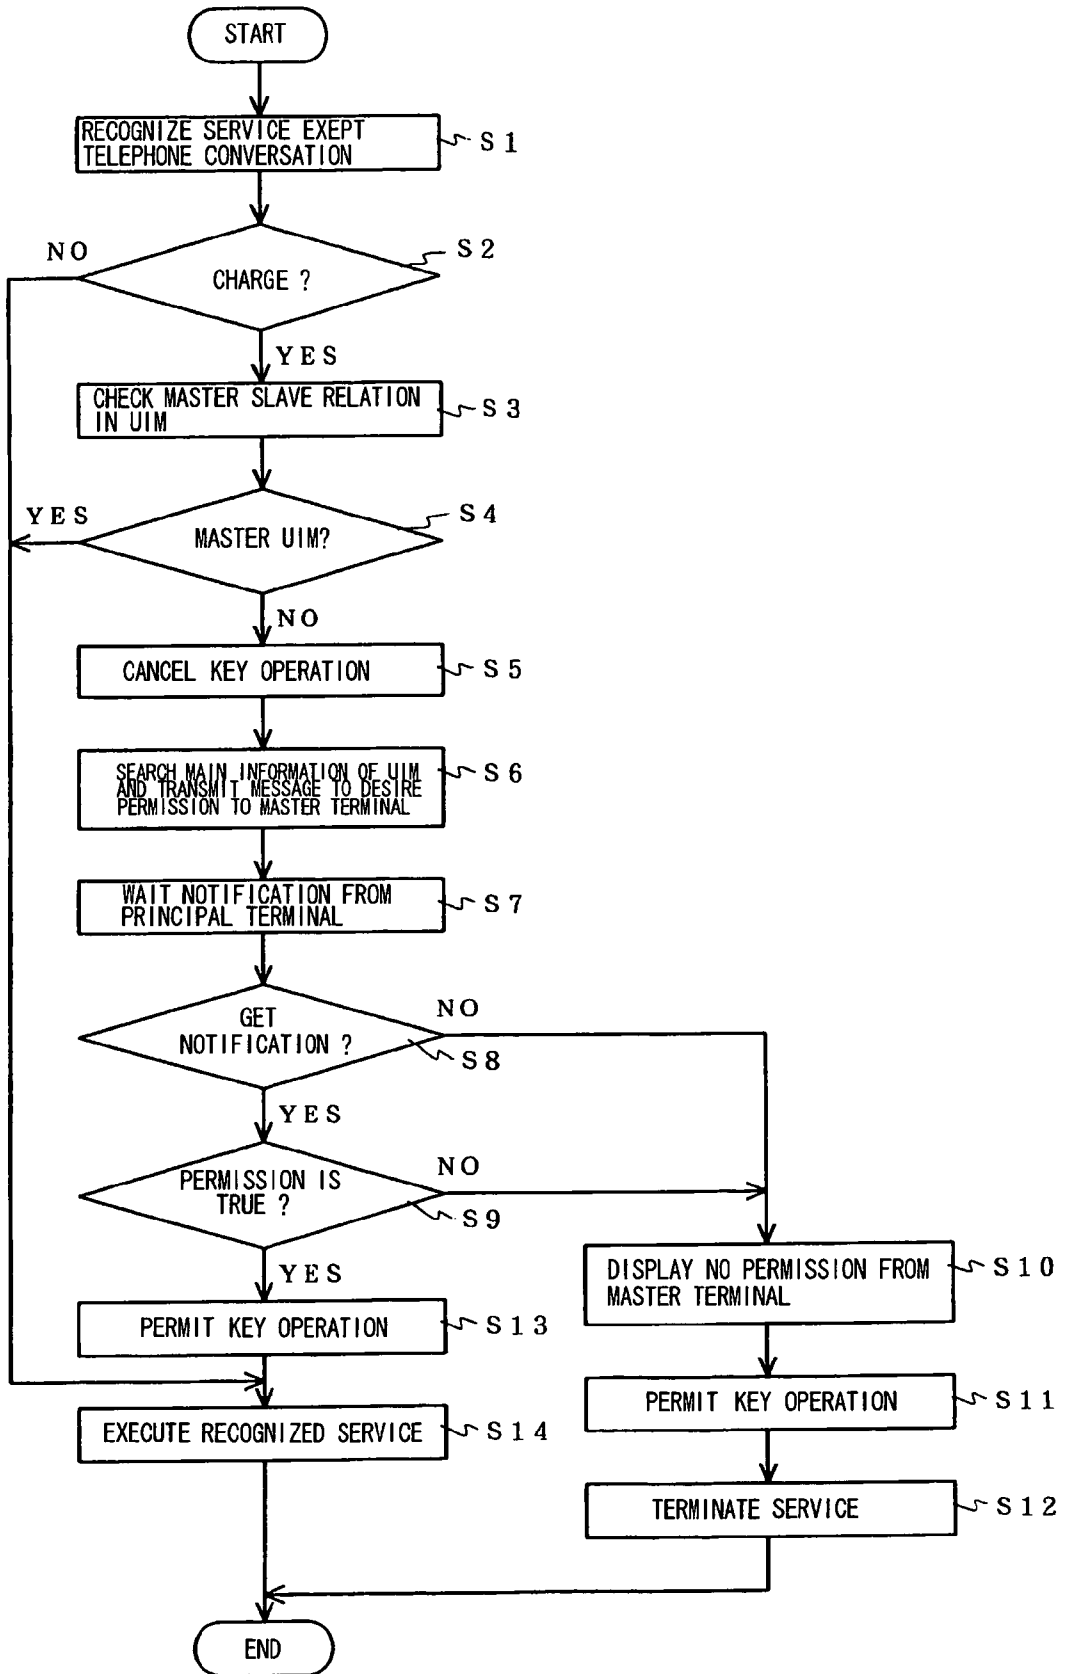 START
RECOGNIZE SERVICE EXEPT
TELEPHONE CONVERSATION
S1
NO
S2
CHARGE ?
YES
CHECK MASTER SLAVE RELATION
IN UIM
S3
YES
S4
MASTER UIM?
NO
CANCEL KEY OPERATION
S5
SEARCH MAIN INFORMATION OF UIM
AND TRANSMIT MESSAGE TO DESIRE
PERMISSION TO MASTER TERMINAL
S6
WAIT NOTIFICATION FROM
PRINCIPAL TERMINAL
S7
GET
NOTIFICATION ?
NO
S8
YES
PERMISSION IS
TRUE ?
NO
S9
YES
DISPLAY NO PERMISSION FROM
MASTER TERMINAL
S10
PERMIT KEY OPERATION
S13
PERMIT KEY OPERATION
S11
EXECUTE RECOGNIZED SERVICE
S14
TERMINATE SERVICE
S12
END